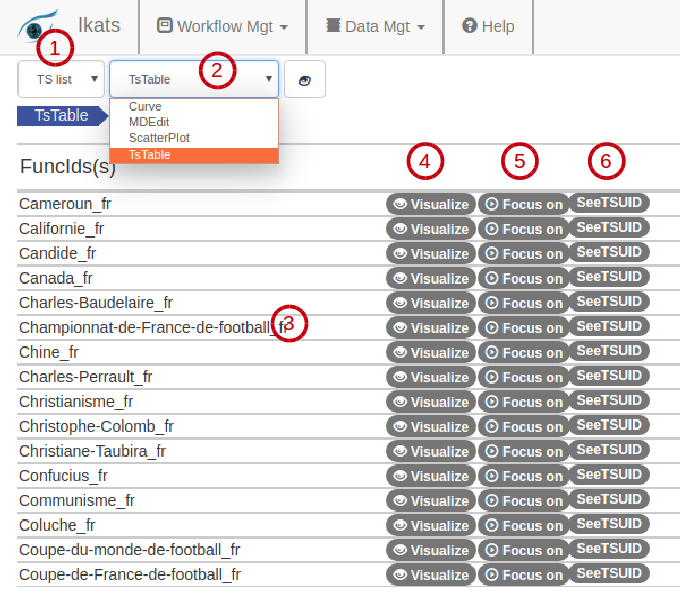 Ikats Workflow Mgt Data Mgt Help
1 2
TS list TsTable
TsTable
Curve
MDEdit
ScatterPlot
TsTable
4 5 6
FuncIds(s)
Cameroun_fr Visualize Focus on SeeTSUID
Californie_fr Visualize Focus on SeeTSUID
Candide_fr Visualize Focus on SeeTSUID
Canada_fr Visualize Focus on SeeTSUID
Charles-Baudelaire_fr Visualize Focus on SeeTSUID
Championnat-de-France-de-football_fr 3 Visualize Focus on SeeTSUID
Chine_fr Visualize Focus on SeeTSUID
Charles-Perrault_fr Visualize Focus on SeeTSUID
Christianisme_fr Visualize Focus on SeeTSUID
Christophe-Colomb_fr Visualize Focus on SeeTSUID
Christiane-Taubira_fr Visualize Focus on SeeTSUID
Confucius_fr Visualize Focus on SeeTSUID
Communisme_fr Visualize Focus on SeeTSUID
Coluche_fr Visualize Focus on SeeTSUID
Coupe-du-monde-de-football_fr Visualize Focus on SeeTSUID
Coupe-de-France-de-football_fr Visualize Focus on SeeTSUID